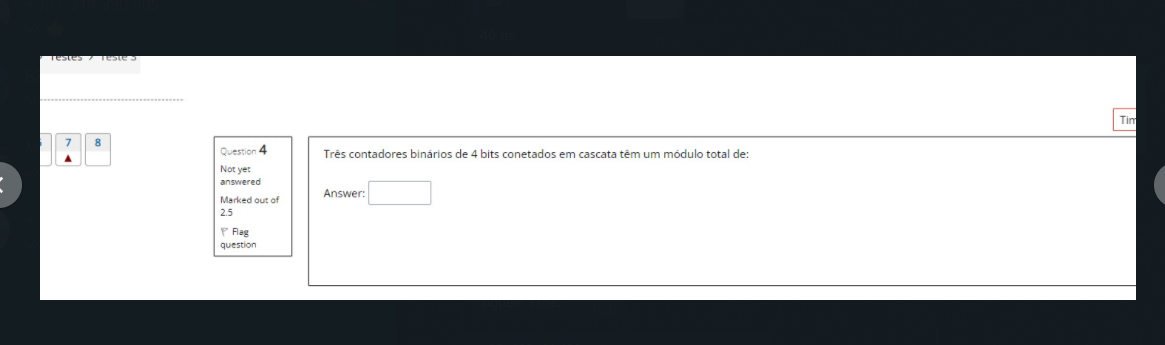 Testes > Teste 3
Tim
7
8
Question 4
Not yet
answered
Marked out of
2.5
Flag
question
Três contadores binários de 4 bits conetados em cascata têm um módulo total de:
Answer: